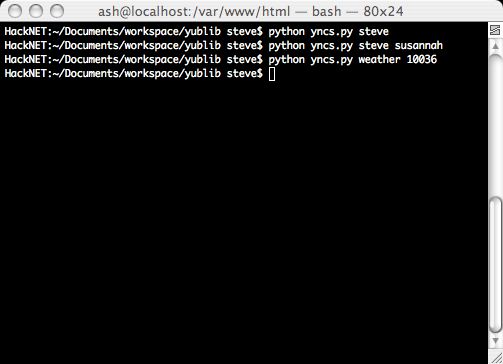 ash@localhost:/var/www/html — bash — 80x24
HackNET:~/Documents/workspace/yublib steve$ python yncs.py steve
HackNET:~/Documents/workspace/yublib steve$ python yncs.py steve susannah
HackNET:~/Documents/workspace/yublib steve$ python yncs.py weather 10036
HackNET:~/Documents/workspace/yublib steve$